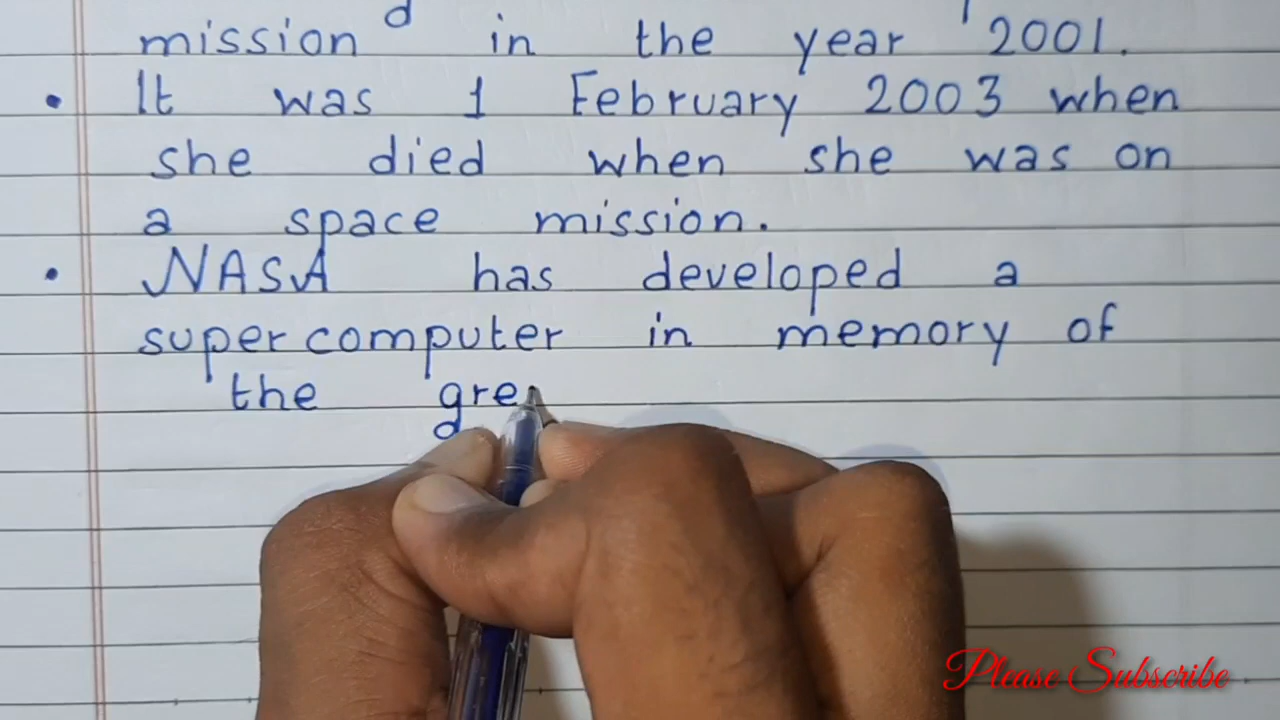 mission in the year 2001.
• It was 1 February 2003 when
she died when she was on
a space mission.
• NASA has developed a
supercomputer in memory of
the gre
Please Subscribe